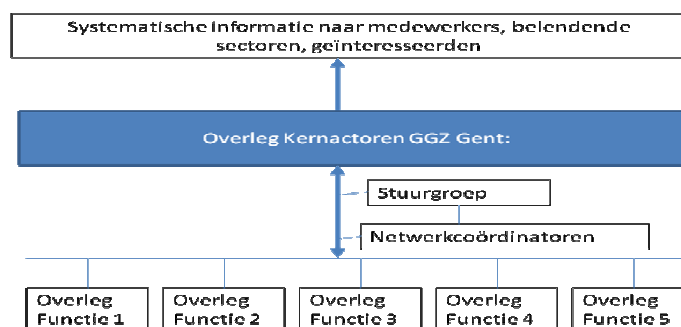 Systematische informatie naar medewerkers, belendende
sectoren, geïnteresseerden
Overleg Kernactoren GGZ Gent:
Stuurgroep
Netwerkcoördinatoren
Overleg
Functie 1
Overleg
Functie 2
Overleg
Functie 3
Overleg
Functie 4
Overleg
Functie 5